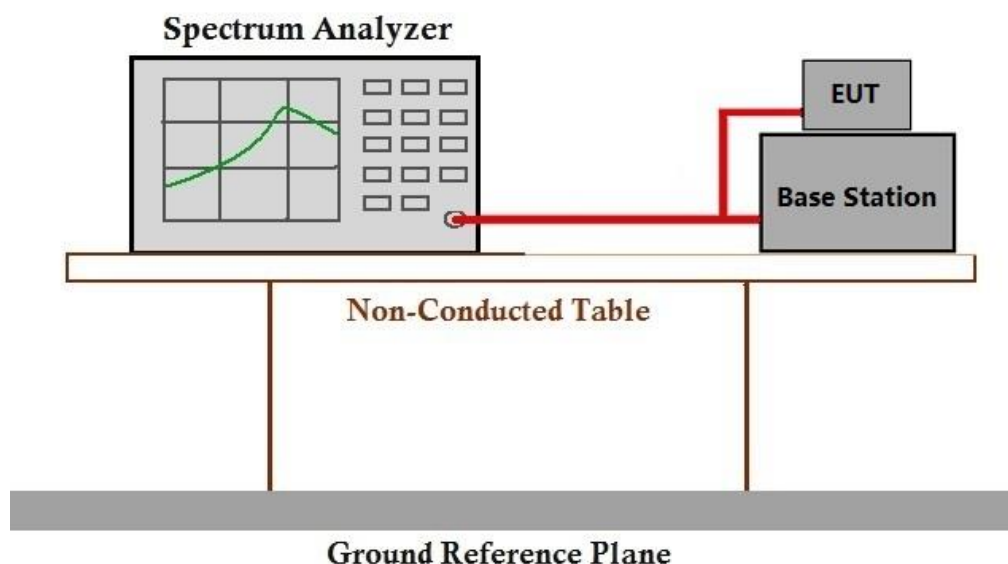 Spectrum Analyzer
EUT
Base Station
Non-Conducted Table
Ground Reference Plane